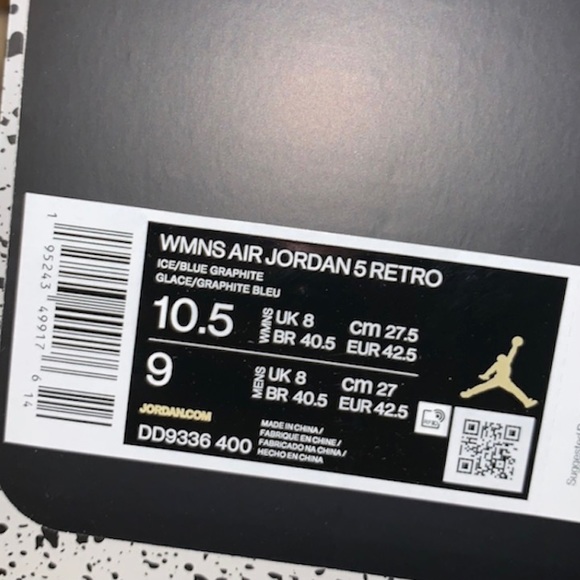 WMNS AIR JORDAN 5 RETRO
ICE/BLUE GRAPHITE
GLACE/GRAPHITE BLEU
10.5 WMNS UK 8 cm 27.5
BR 40.5 EUR 42.5
9 MENS UK 8 cm 27
BR 40.5 EUR 42.5
JORDAN.COM
DD9336 400
MADE IN CHINA /
FABRIQUE EN CHINE /
FABRICADO NA CHINA /
HECHO EN CHINA
1 95243 49917 6 14